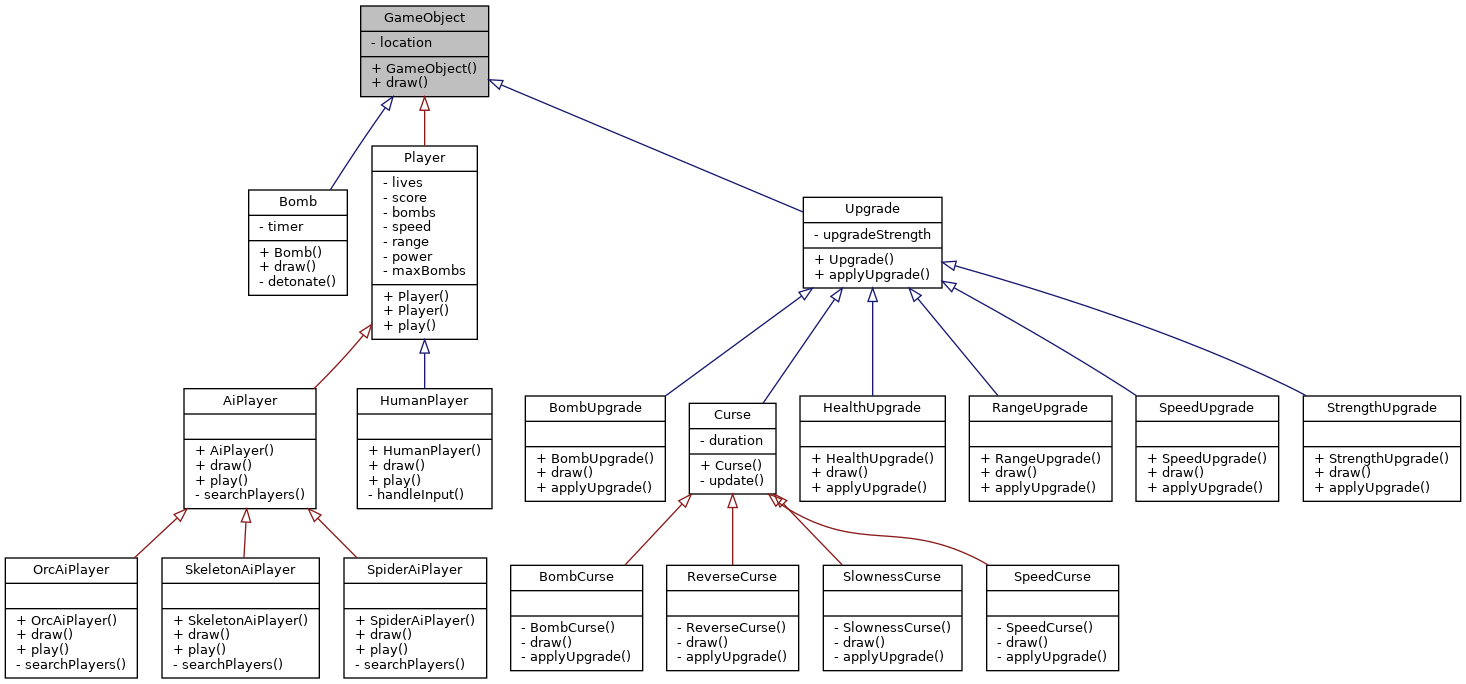 GameObject
- location
+ GameObject()
+ draw()
Player
- lives
- score
- bombs
- speed
- range
- power
- maxBombs
+ Player()
+ Player()
+ play()
Bomb
- timer
+ Bomb()
+ draw()
- detonate()
Upgrade
- upgradeStrength
+ Upgrade()
+ applyUpgrade()
AiPlayer
+ AiPlayer()
+ draw()
+ play()
- searchPlayers()
HumanPlayer
+ HumanPlayer()
+ draw()
+ play()
- handleInput()
BombUpgrade
+ BombUpgrade()
+ draw()
+ applyUpgrade()
Curse
- duration
+ Curse()
- update()
HealthUpgrade
+ HealthUpgrade()
+ draw()
+ applyUpgrade()
RangeUpgrade
+ RangeUpgrade()
+ draw()
+ applyUpgrade()
SpeedUpgrade
+ SpeedUpgrade()
+ draw()
+ applyUpgrade()
StrengthUpgrade
+ StrengthUpgrade()
+ draw()
+ applyUpgrade()
OrcAiPlayer
+ OrcAiPlayer()
+ draw()
+ play()
- searchPlayers()
SkeletonAiPlayer
+ SkeletonAiPlayer()
+ draw()
+ play()
- searchPlayers()
SpiderAiPlayer
+ SpiderAiPlayer()
+ draw()
+ play()
- searchPlayers()
BombCurse
- BombCurse()
- draw()
- applyUpgrade()
ReverseCurse
- ReverseCurse()
- draw()
- applyUpgrade()
SlownessCurse
- SlownessCurse()
- draw()
- applyUpgrade()
SpeedCurse
- SpeedCurse()
- draw()
- applyUpgrade()